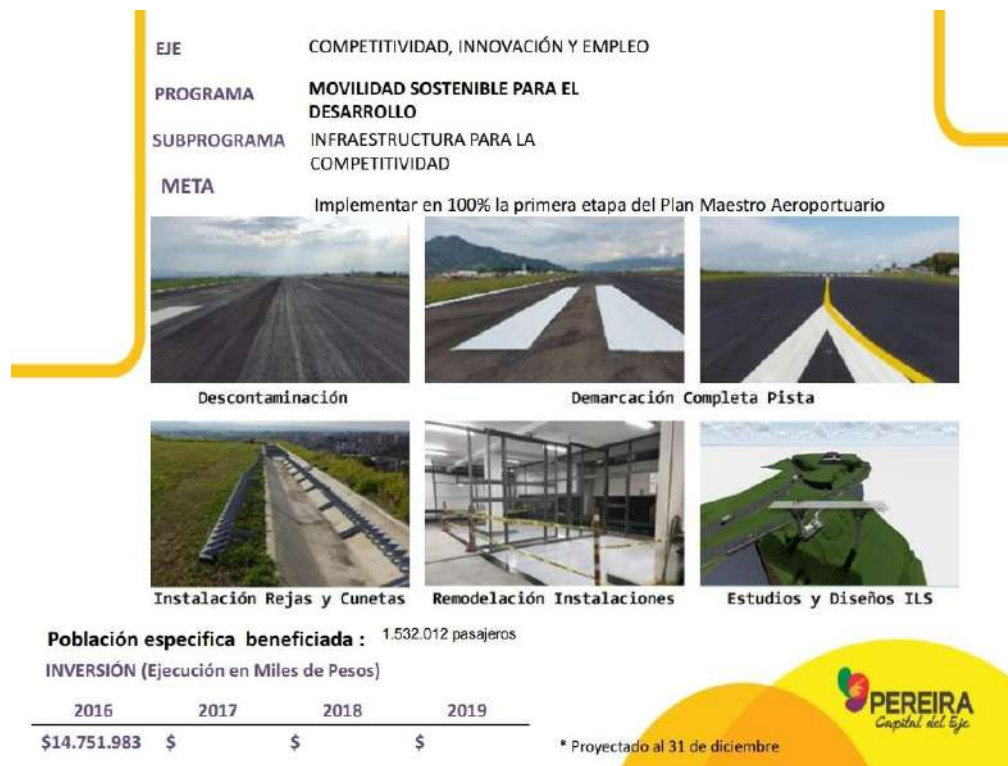 EJE COMPETITIVIDAD, INNOVACIÓN Y EMPLEO
PROGRAMA MOVILIDAD SOSTENIBLE PARA EL
DESARROLLO
SUBPROGRAMA INFRAESTRUCTURA PARA LA
COMPETITIVIDAD
META
Implementar en 100% la primera etapa del Plan Maestro Aeroportuario
Descontaminación Demarcación Completa Pista
Instalación Rejas y Cunetas Remodelación Instalaciones Estudios y Diseños ILS
Población especifica beneficiada : 1.532.012 pasajeros
INVERSIÓN (Ejecución en Miles de Pesos)
2016 2017 2018 2019
$14.751.983 $ $ $
* Proyectado al 31 de diciembre
PEREIRA
Capital del Eje